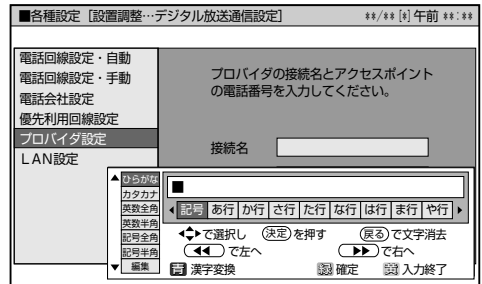 ■各種設定［設置調整…デジタル放送通信設定］ **/** [*] 午前 **:**
電話回線設定・自動
電話回線設定・手動
電話会社設定
優先利用回線設定
プロバイダ設定
LAN設定
プロバイダの接続名とアクセスポイント
の電話番号を入力してください。
接続名
▲ ひらがな
カタカナ
英数全角
英数半角
記号全角
記号半角
▼ 編集
■
◀ 記号 あ行 か行 さ行 た行 な行 は行 ま行 や行 ▶
で選択し 決定 を押す 戻る で文字消去
◀◀ で左へ ▶▶ で右へ
青 漢字変換 確定 入力終了